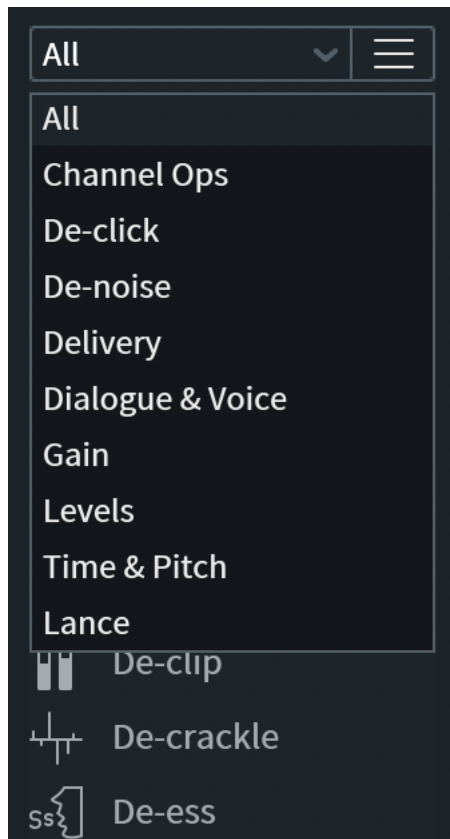 All
All
Channel Ops
De-click
De-noise
Delivery
Dialogue & Voice
Gain
Levels
Time & Pitch
Lance
De-clip
De-crackle
Ss
De-ess